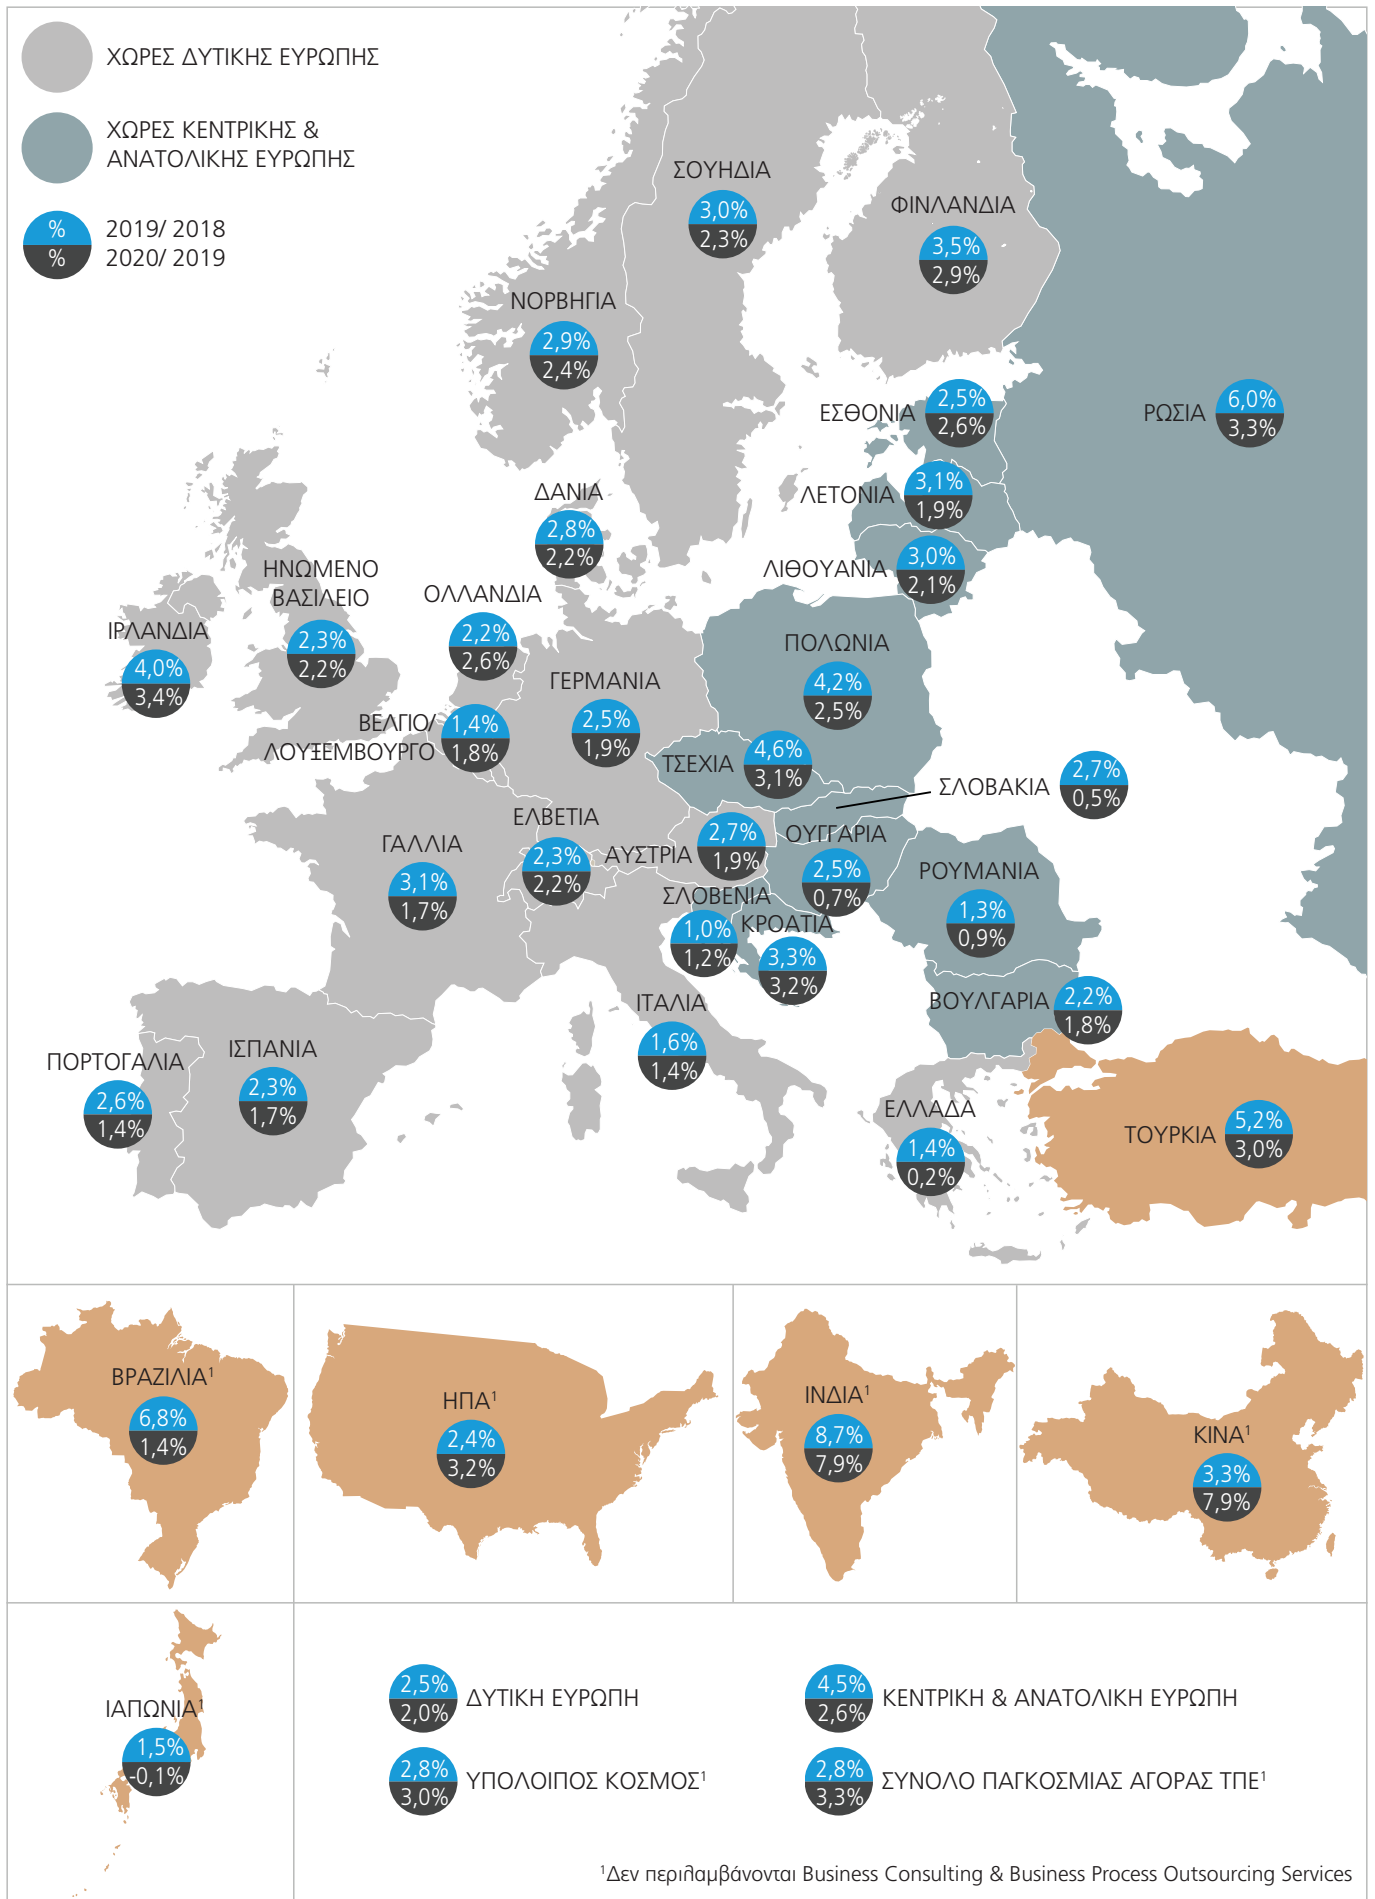 ΧΩΡΕΣ ΔΥΤΙΚΗΣ ΕΥΡΩΠΗΣ
ΧΩΡΕΣ ΚΕΝΤΡΙΚΗΣ &
ΑΝΑΤΟΛΙΚΗΣ ΕΥΡΩΠΗΣ
% 2019/ 2018
% 2020/ 2019
ΣΟΥΗΔΙΑ
3,0%
2,3%
ΦΙΝΛΑΝΔΙΑ
3,5%
2,9%
ΝΟΡΒΗΓΙΑ
2,9%
2,4%
ΕΣΘΟΝΙΑ
2,5%
2,6%
ΡΩΣΙΑ
6,0%
3,3%
ΛΕΤΟΝΙΑ
3,1%
1,9%
ΔΑΝΙΑ
2,8%
2,2%
ΛΙΘΟΥΑΝΙΑ
3,0%
2,1%
ΗΝΩΜΕΝΟ
ΒΑΣΙΛΕΙΟ
2,3%
2,2%
ΟΛΛΑΝΔΙΑ
2,2%
2,6%
ΙΡΛΑΝΔΙΑ
4,0%
3,4%
ΠΟΛΩΝΙΑ
4,2%
2,5%
ΓΕΡΜΑΝΙΑ
2,5%
1,9%
ΒΕΛΓΙΟ/
ΛΟΥΞΕΜΒΟΥΡΓΟ
1,4%
1,8%
ΤΣΕΧΙΑ
4,6%
3,1%
ΣΛΟΒΑΚΙΑ
2,7%
0,5%
ΕΛΒΕΤΙΑ
2,3%
2,2%
ΑΥΣΤΡΙΑ
2,7%
1,9%
ΟΥΓΓΑΡΙΑ
2,5%
0,7%
ΓΑΛΛΙΑ
3,1%
1,7%
ΡΟΥΜΑΝΙΑ
1,3%
0,9%
ΣΛΟΒΕΝΙΑ
1,0%
1,2%
ΚΡΟΑΤΙΑ
3,3%
3,2%
ΒΟΥΛΓΑΡΙΑ
2,2%
1,8%
ΙΤΑΛΙΑ
1,6%
1,4%
ΙΣΠΑΝΙΑ
2,3%
1,7%
ΠΟΡΤΟΓΑΛΙΑ
2,6%
1,4%
ΕΛΛΑΔΑ
1,4%
0,2%
ΤΟΥΡΚΙΑ
5,2%
3,0%
ΒΡΑΖΙΛΙΑ¹
6,8%
1,4%
ΗΠΑ¹
2,4%
3,2%
ΙΝΔΙΑ¹
8,7%
7,9%
ΚΙΝΑ¹
3,3%
7,9%
ΙΑΠΩΝΙΑ¹
1,5%
-0,1%
2,5%
2,0%
ΔΥΤΙΚΗ ΕΥΡΩΠΗ
4,5%
2,6%
ΚΕΝΤΡΙΚΗ & ΑΝΑΤΟΛΙΚΗ ΕΥΡΩΠΗ
2,8%
3,0%
ΥΠΟΛΟΙΠΟΣ ΚΟΣΜΟΣ¹
2,8%
3,3%
ΣΥΝΟΛΟ ΠΑΓΚΟΣΜΙΑΣ ΑΓΟΡΑΣ ΤΠΕ¹
¹Δεν περιλαμβάνονται Business Consulting & Business Process Outsourcing Services